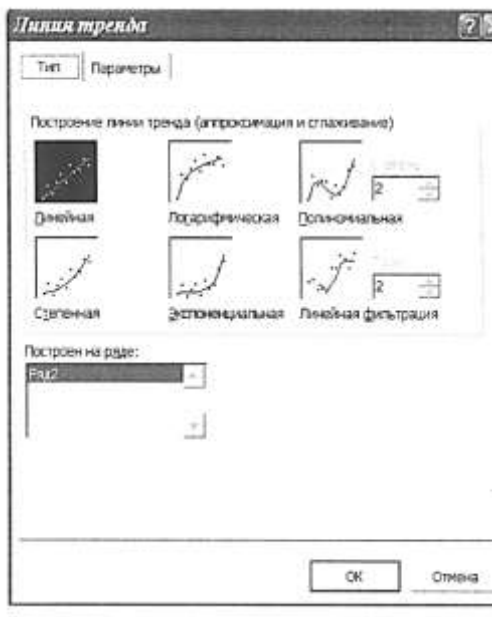 Линия тренда
Тип Параметры
Построение линии тренда (аппроксимация и сглаживание)
2
Линейная Логарифмическая Полиномиальная
2
Степенная Экспоненциальная Линейная фильтрация
Построен на ряде:
Ряд2
OK Отмена